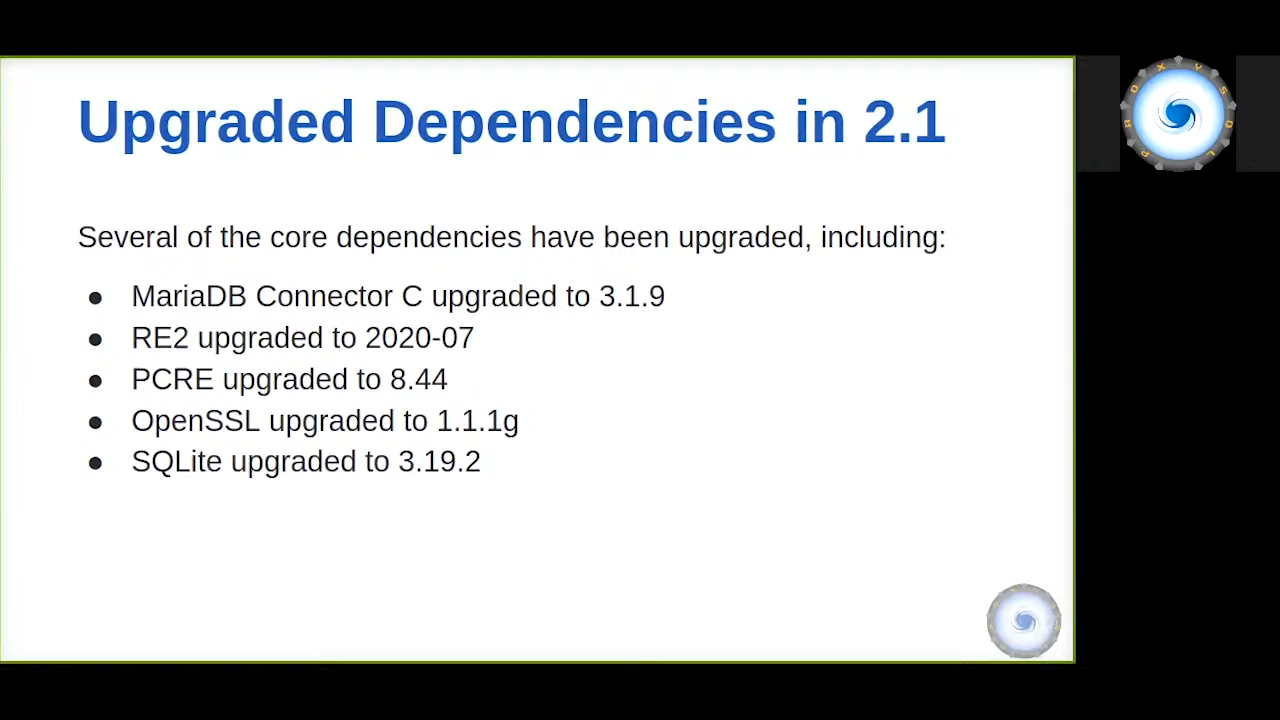 Upgraded Dependencies in 2.1
Several of the core dependencies have been upgraded, including:
● MariaDB Connector C upgraded to 3.1.9
● RE2 upgraded to 2020-07
● PCRE upgraded to 8.44
● OpenSSL upgraded to 1.1.1g
● SQLite upgraded to 3.19.2
PROXYSQL